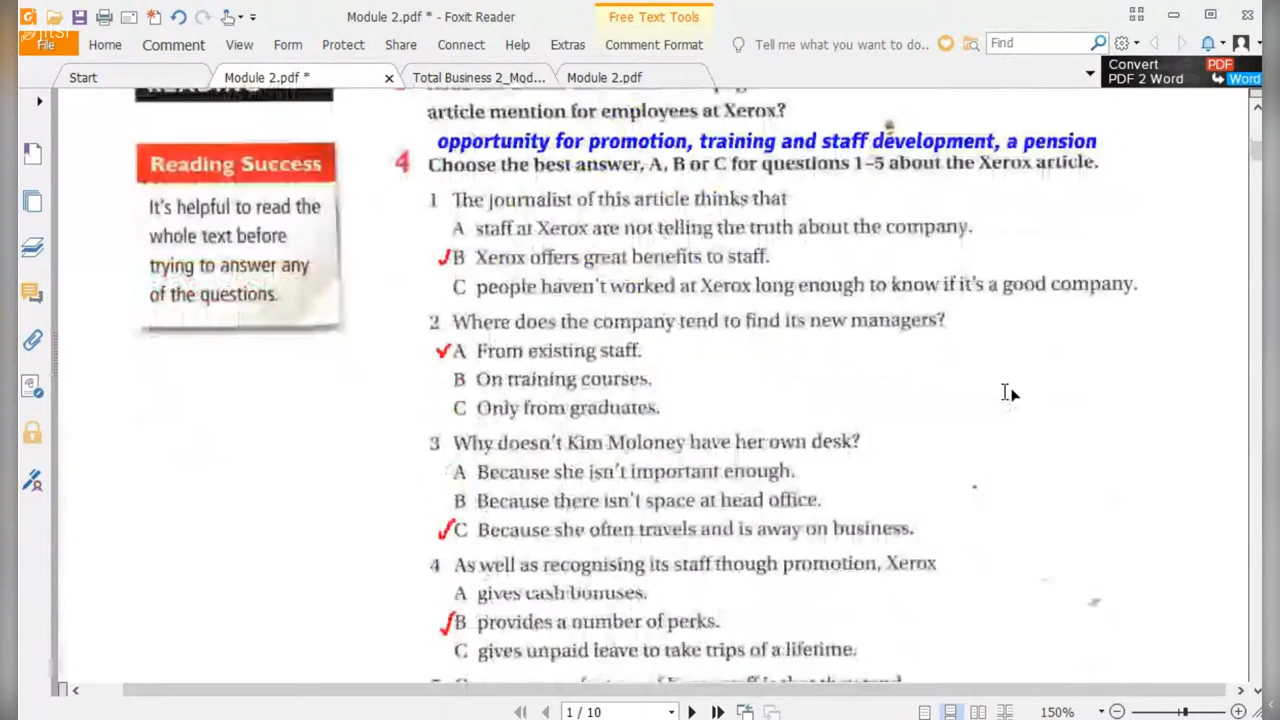 Module 2.pdf * - Foxit Reader
Free Text Tools
Jitsi
File Home Comment View Form Protect Share Connect Help Extras Comment Format Tell me what you want to do.. Find
Start Module 2.pdf * Total Business 2_Mod... Module 2.pdf
Convert PDF
PDF 2 Word Word
READING
article mention for employees at Xerox?
opportunity for promotion, training and staff development, a pension
4 Choose the best answer, A, B or C for questions 1–5 about the Xerox article.
Reading Success
It's helpful to read the
whole text before
trying to answer any
of the questions.
1 The journalist of this article thinks that
A staff at Xerox are not telling the truth about the company.
B Xerox offers great benefits to staff.
C people haven't worked at Xerox long enough to know if it's a good company.
2 Where does the company tend to find its new managers?
A From existing staff.
B On training courses.
C Only from graduates.
3 Why doesn't Kim Moloney have her own desk?
A Because she isn't important enough.
B Because there isn't space at head office.
C Because she often travels and is away on business.
4 As well as recognising its staff though promotion, Xerox
A gives cash bonuses.
B provides a number of perks.
C gives unpaid leave to take trips of a lifetime.
1 / 10
150%